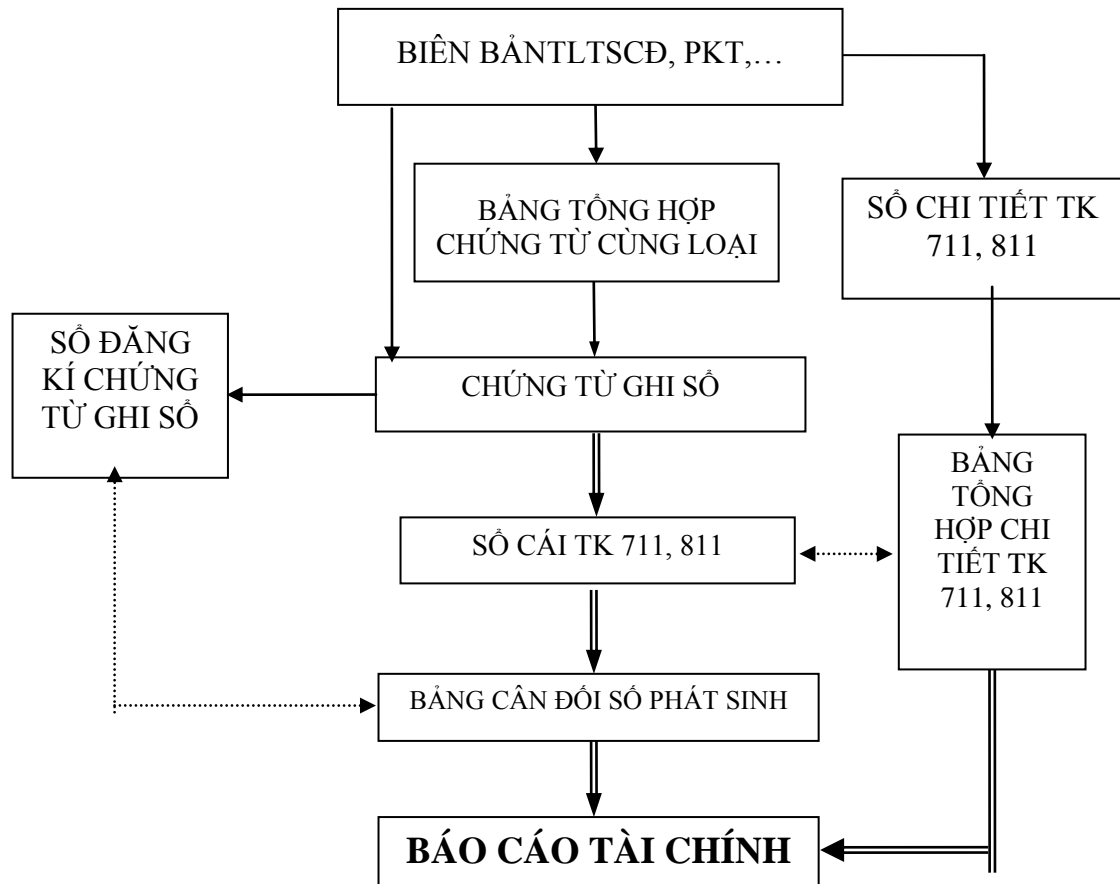 BIÊN BẢNTLTSCĐ, PKT,…
BẢNG TỔNG HỢP
CHỨNG TỪ CÙNG LOẠI
SỔ CHI TIẾT TK
711, 811
SỔ ĐĂNG
KÍ CHỨNG
TỪ GHI SỔ
CHỨNG TỪ GHI SỔ
BẢNG
TỔNG
HỢP CHI
TIẾT TK
711, 811
SỔ CÁI TK 711, 811
BẢNG CÂN ĐỐI SỐ PHÁT SINH
BÁO CÁO TÀI CHÍNH